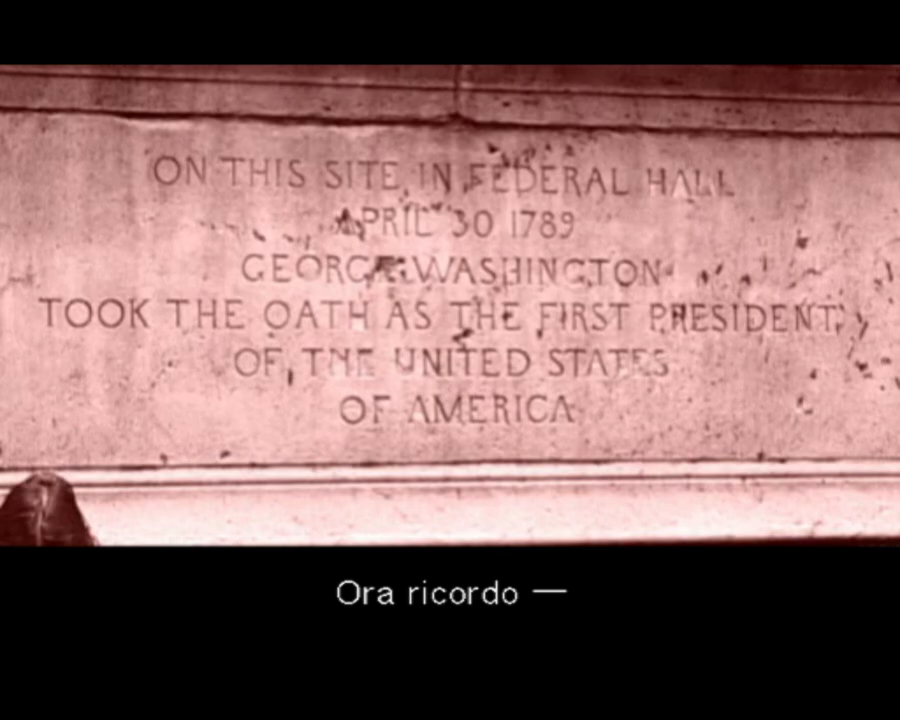 ON THIS SITE IN FEDERAL HALL
APRIL 30 1789
GEORGE WASHINGTON
TOOK THE OATH AS THE FIRST PRESIDENT
OF THE UNITED STATES
OF AMERICA
Ora ricordo —